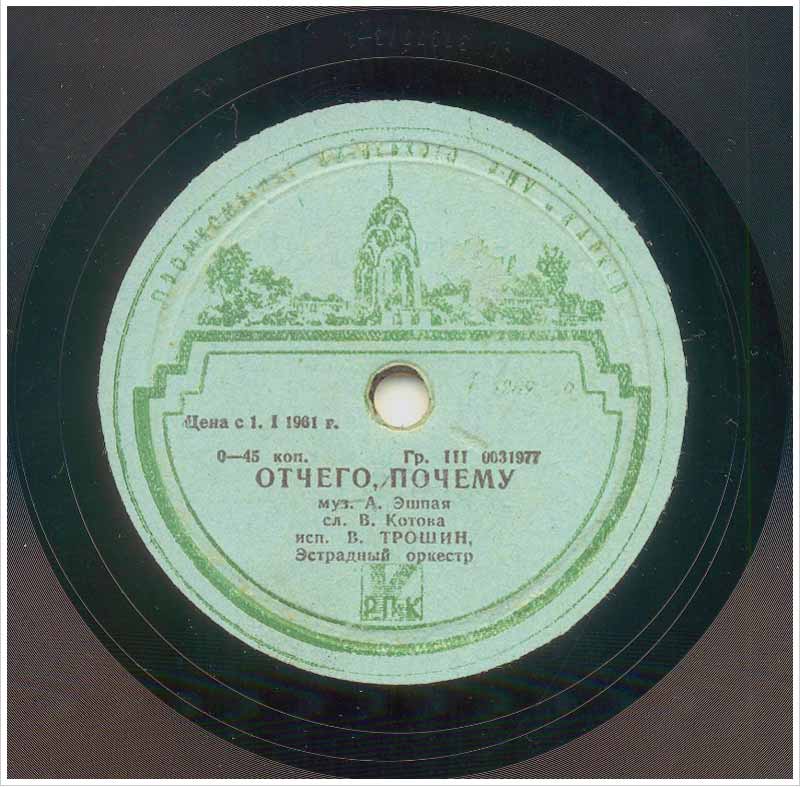 Цена с 1. I 1961 г.
0—45 коп. Гр. III 0031977
ОТЧЕГО, ПОЧЕМУ
муз. А. Эшпая
сл. В. Котова
исп. В. ТРОШИН,
Эстрадный оркестр
РПК